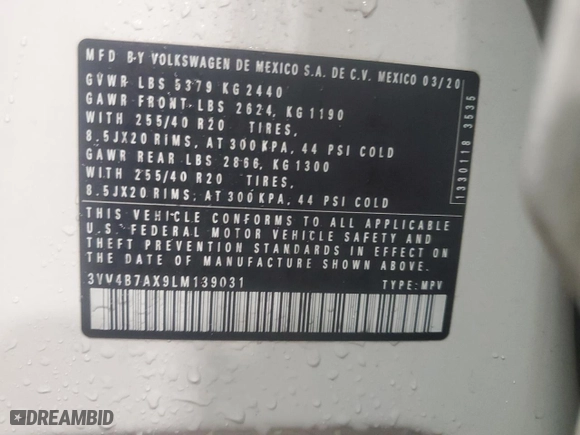 MFD B-Y VOLKSWAGEN DE MEXICO S.A. DE C.V. MEXICO 03/20
GVWR LBS 5379 KG 2440
GAWR FRONT LBS 2624, KG 1190
WITH 255/40 R20 TIRES,
8.5JX20 RIMS, AT 300 KPA, 44 PSI COLD
GAWR REAR LBS 2866, KG 1300
WITH 255/40 R20 TIRES,
8.5JX20 RIMS, AT 300 KPA, 44 PSI COLD
THIS VEHICLE CONFORMS TO ALL APPLICABLE
U.S. FEDERAL MOTOR VEHICLE SAFETY AND
THEFT PREVENTION STANDARDS IN EFFECT ON
THE DATE OF MANUFACTURE SHOWN ABOVE.
3VV4B7AX9LM139031 TYPE: MPV
1330118 3535
DREAMBID